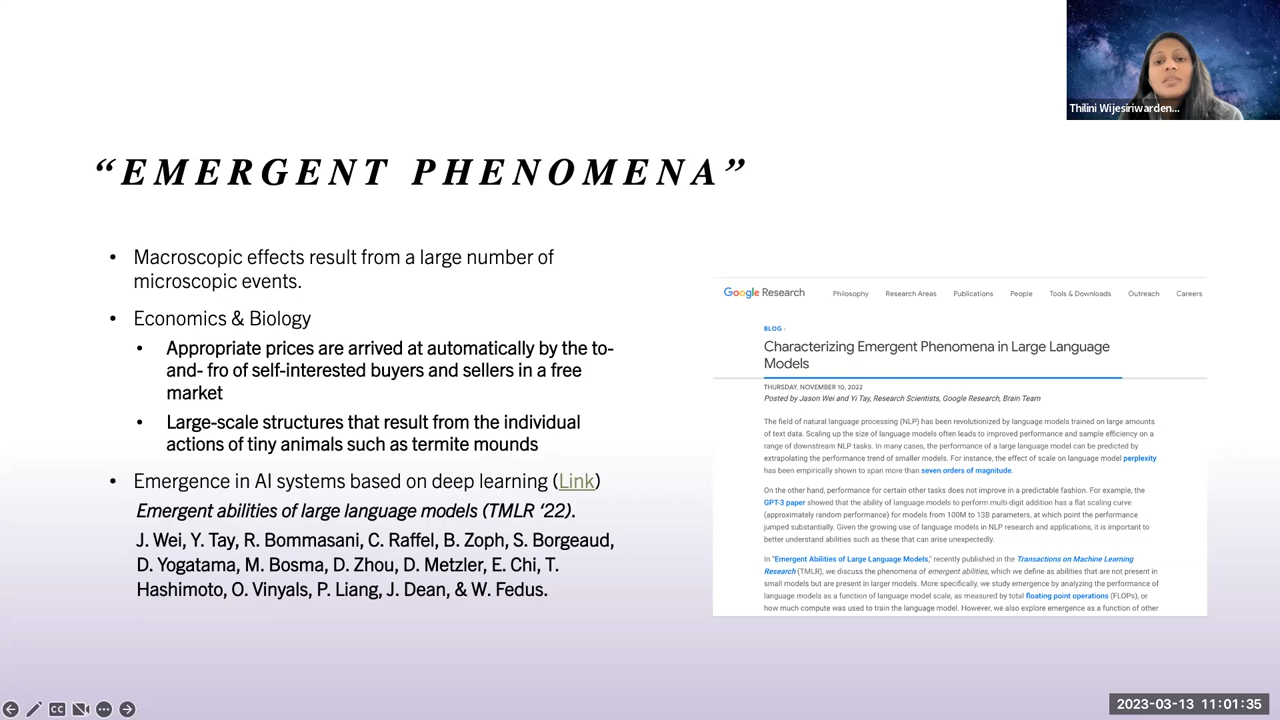 Thilini Wijesiriwarden...
“EMERGENT PHENOMENA”
• Macroscopic effects result from a large number of
microscopic events.
• Economics & Biology
• Appropriate prices are arrived at automatically by the to-
and- fro of self-interested buyers and sellers in a free
market
• Large-scale structures that result from the individual
actions of tiny animals such as termite mounds
• Emergence in AI systems based on deep learning (Link)
Emergent abilities of large language models (TMLR ‘22).
J. Wei, Y. Tay, R. Bommasani, C. Raffel, B. Zoph, S. Borgeaud,
D. Yogatama, M. Bosma, D. Zhou, D. Metzler, E. Chi, T.
Hashimoto, O. Vinyals, P. Liang, J. Dean, & W. Fedus.
Google Research Philosophy Research Areas Publications People Tools & Downloads Outreach Careers
BLOG ›
Characterizing Emergent Phenomena in Large Language
Models
THURSDAY, NOVEMBER 10, 2022
Posted by Jason Wei and Yi Tay, Research Scientists, Google Research, Brain Team
The field of natural language processing (NLP) has been revolutionized by language models trained on large amounts
of text data. Scaling up the size of language models often leads to improved performance and sample efficiency on a
range of downstream NLP tasks. In many cases, the performance of a large language model can be predicted by
extrapolating the performance trend of smaller models. For instance, the effect of scale on language model perplexity
has been empirically shown to span more than seven orders of magnitude.
On the other hand, performance for certain other tasks does not improve in a predictable fashion. For example, the
GPT-3 paper showed that the ability of language models to perform multi-digit addition has a flat scaling curve
(approximately random performance) for models from 100M to 13B parameters, at which point the performance
jumped substantially. Given the growing use of language models in NLP research and applications, it is important to
better understand abilities such as these that can arise unexpectedly.
In “Emergent Abilities of Large Language Models,” recently published in the Transactions on Machine Learning
Research (TMLR), we discuss the phenomena of emergent abilities, which we define as abilities that are not present in
small models but are present in larger models. More specifically, we study emergence by analyzing the performance of
language models as a function of language model scale, as measured by total floating point operations (FLOPs), or
how much compute was used to train the language model. However, we also explore emergence as a function of other
CC
2023-03-13 11:01:35